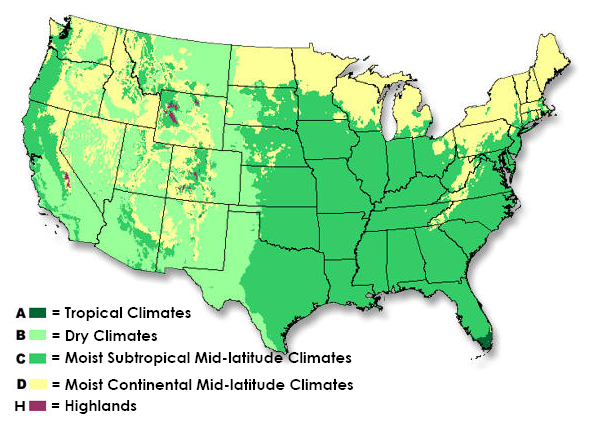 A = Tropical Climates
B = Dry Climates
C = Moist Subtropical Mid-latitude Climates
D = Moist Continental Mid-latitude Climates
H = Highlands